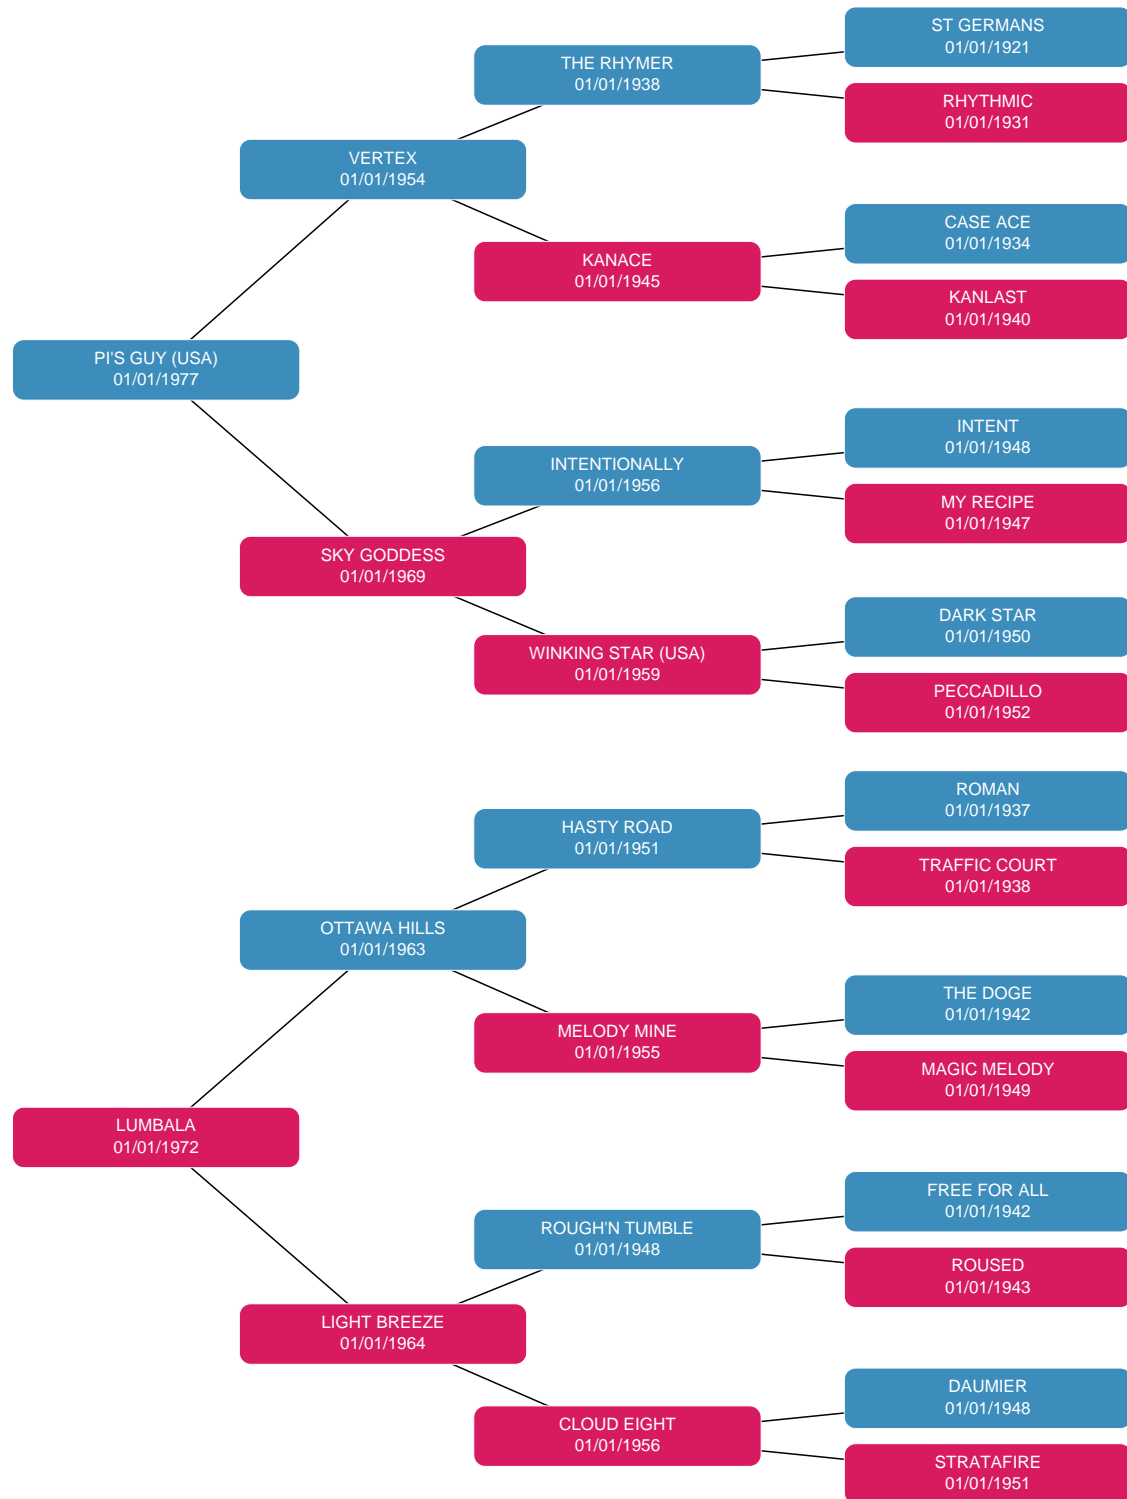 ST GERMANS
01/01/1921
THE RHYMER
01/01/1938
RHYTHMIC
01/01/1931
VERTEX
01/01/1954
CASE ACE
01/01/1934
KANACE
01/01/1945
KANLAST
01/01/1940
PI'S GUY (USA)
01/01/1977
INTENT
01/01/1948
INTENTIONALLY
01/01/1956
MY RECIPE
01/01/1947
SKY GODDESS
01/01/1969
DARK STAR
01/01/1950
WINKING STAR (USA)
01/01/1959
PECCADILLO
01/01/1952
ROMAN
01/01/1937
HASTY ROAD
01/01/1951
TRAFFIC COURT
01/01/1938
OTTAWA HILLS
01/01/1963
THE DOGE
01/01/1942
MELODY MINE
01/01/1955
MAGIC MELODY
01/01/1949
LUMBALA
01/01/1972
FREE FOR ALL
01/01/1942
ROUGH'N TUMBLE
01/01/1948
ROUSED
01/01/1943
LIGHT BREEZE
01/01/1964
DAUMIER
01/01/1948
CLOUD EIGHT
01/01/1956
STRATAFIRE
01/01/1951